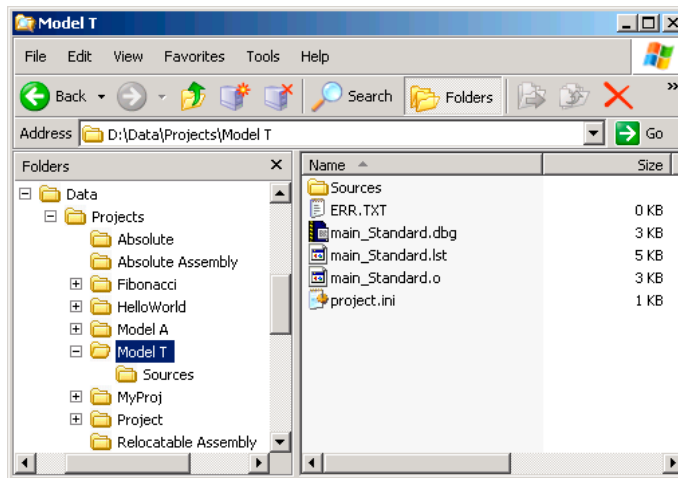 Model T
File Edit View Favorites Tools Help
Back Search Folders »
Address D:\Data\Projects\Model T Go
Folders
Name Size
Data
Projects
Absolute
Absolute Assembly
Fibonacci
HelloWorld
Model A
Model T
Sources
MyProj
Project
Relocatable Assembly
Sources
ERR.TXT 0 KB
main_Standard.dbg 3 KB
main_Standard.lst 5 KB
main_Standard.o 3 KB
project.ini 1 KB